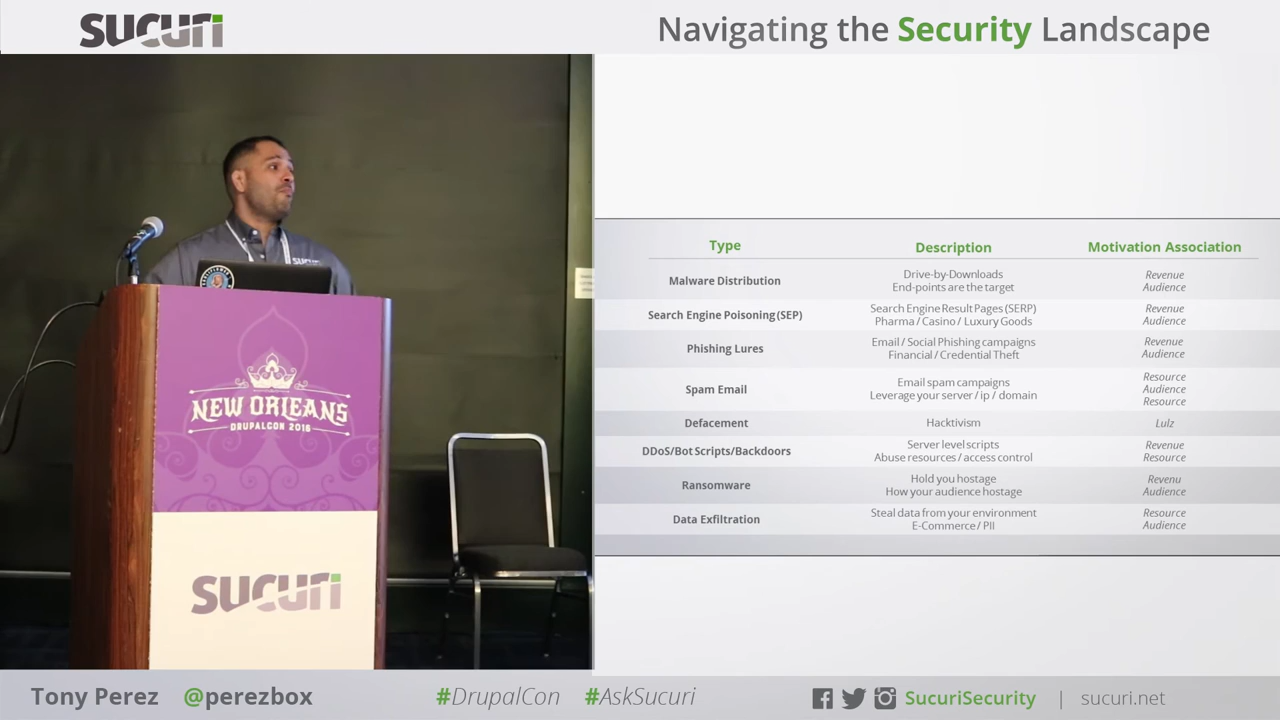 sucuri
Navigating the Security Landscape
sucuri
NEW ORLEANS
DRUPALCON 2016
sucuri
Type Description Motivation Association
Malware Distribution
Drive-by-Downloads
End-points are the target
Revenue
Audience
Search Engine Poisoning (SEP)
Search Engine Result Pages (SERP)
Pharma / Casino / Luxury Goods
Revenue
Audience
Phishing Lures
Email / Social Phishing campaigns
Financial / Credential Theft
Revenue
Audience
Spam Email
Email spam campaigns
Leverage your server / ip / domain
Resource
Audience
Resource
Defacement
Hacktivism
Lulz
DDoS/Bot Scripts/Backdoors
Server level scripts
Abuse resources / access control
Revenue
Resource
Ransomware
Hold you hostage
How your audience hostage
Revenu
Audience
Data Exfiltration
Steal data from your environment
E-Commerce / PII
Resource
Audience
Tony Perez @perezbox #DrupalCon #AskSucuri SucuriSecurity | sucuri.net